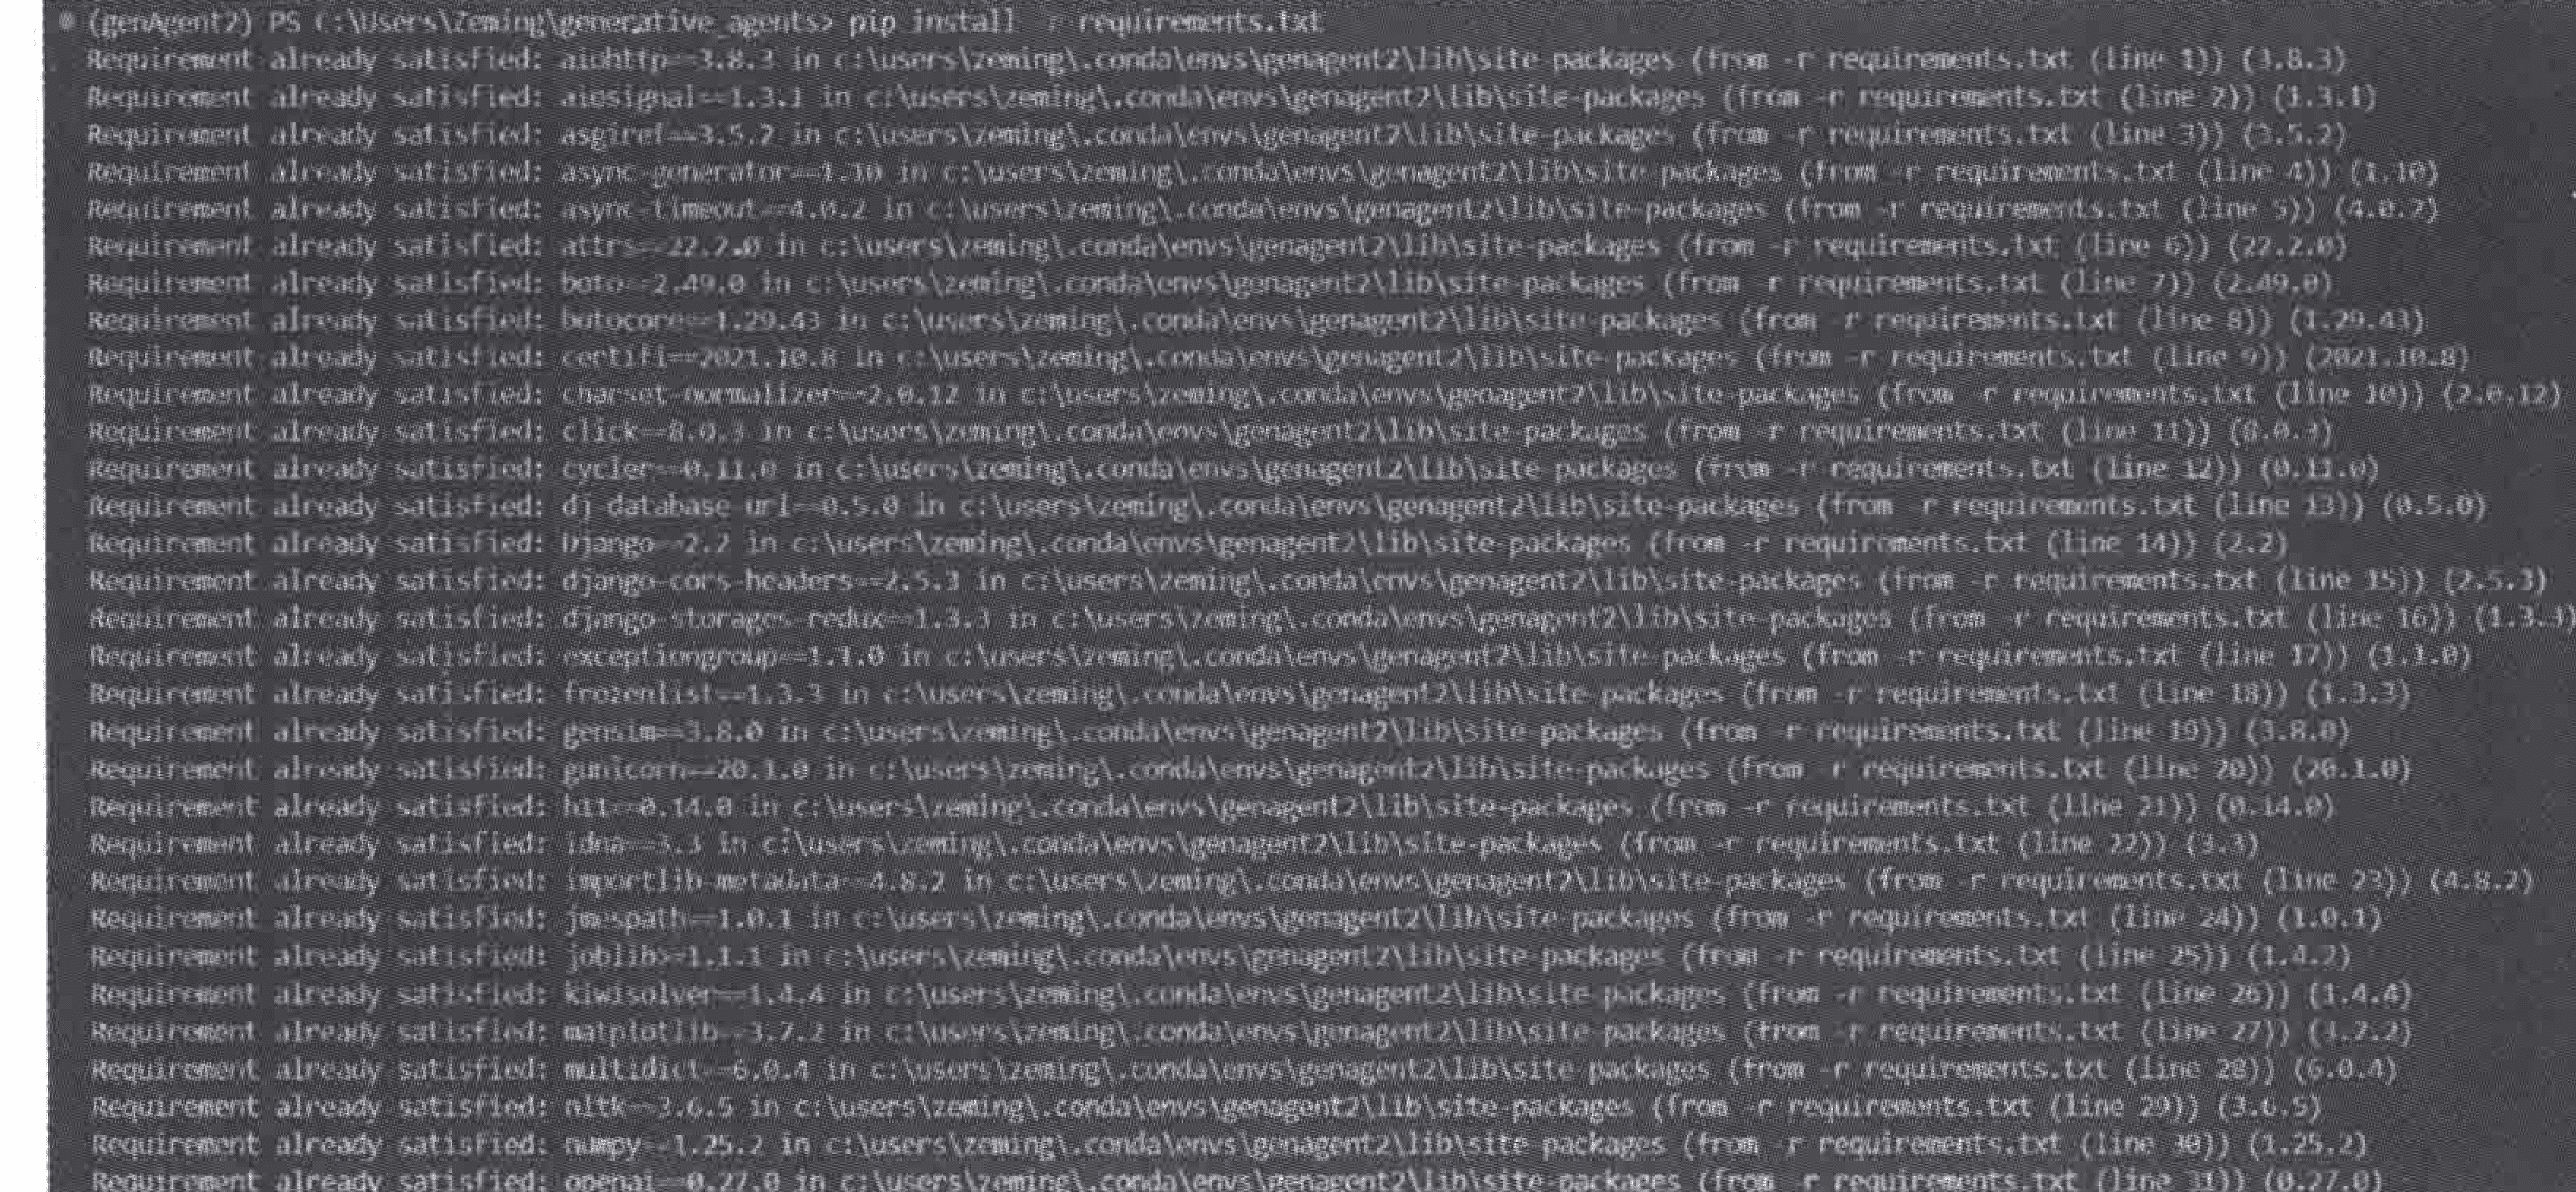 (genAgent2) PS C:\Users\Zeming\generative_agents> pip install -r requirements.txt
Requirement already satisfied: aiohttp==3.8.3 in c:\users\zeming\.conda\envs\genagent2\lib\site-packages (from -r requirements.txt (line 1)) (3.8.3)
Requirement already satisfied: aiosignal==1.3.1 in c:\users\zeming\.conda\envs\genagent2\lib\site-packages (from -r requirements.txt (line 2)) (1.3.1)
Requirement already satisfied: asgiref==3.5.2 in c:\users\zeming\.conda\envs\genagent2\lib\site-packages (from -r requirements.txt (line 3)) (3.5.2)
Requirement already satisfied: async-generator==1.10 in c:\users\zeming\.conda\envs\genagent2\lib\site-packages (from -r requirements.txt (line 4)) (1.10)
Requirement already satisfied: async-timeout==4.0.2 in c:\users\zeming\.conda\envs\genagent2\lib\site-packages (from -r requirements.txt (line 5)) (4.0.2)
Requirement already satisfied: attrs==22.2.0 in c:\users\zeming\.conda\envs\genagent2\lib\site-packages (from -r requirements.txt (line 6)) (22.2.0)
Requirement already satisfied: boto==2.49.0 in c:\users\zeming\.conda\envs\genagent2\lib\site-packages (from -r requirements.txt (line 7)) (2.49.0)
Requirement already satisfied: botocore==1.29.43 in c:\users\zeming\.conda\envs\genagent2\lib\site-packages (from -r requirements.txt (line 8)) (1.29.43)
Requirement already satisfied: certifi==2021.10.8 in c:\users\zeming\.conda\envs\genagent2\lib\site-packages (from -r requirements.txt (line 9)) (2021.10.8)
Requirement already satisfied: charset-normalizer==2.0.12 in c:\users\zeming\.conda\envs\genagent2\lib\site-packages (from -r requirements.txt (line 10)) (2.0.12)
Requirement already satisfied: click==8.0.3 in c:\users\zeming\.conda\envs\genagent2\lib\site-packages (from -r requirements.txt (line 11)) (8.0.3)
Requirement already satisfied: cycler==0.11.0 in c:\users\zeming\.conda\envs\genagent2\lib\site-packages (from -r requirements.txt (line 12)) (0.11.0)
Requirement already satisfied: dj-database-url==0.5.0 in c:\users\zeming\.conda\envs\genagent2\lib\site-packages (from -r requirements.txt (line 13)) (0.5.0)
Requirement already satisfied: Django==2.2 in c:\users\zeming\.conda\envs\genagent2\lib\site-packages (from -r requirements.txt (line 14)) (2.2)
Requirement already satisfied: django-cors-headers==2.5.3 in c:\users\zeming\.conda\envs\genagent2\lib\site-packages (from -r requirements.txt (line 15)) (2.5.3)
Requirement already satisfied: django-storages-redux==1.3.3 in c:\users\zeming\.conda\envs\genagent2\lib\site-packages (from -r requirements.txt (line 16)) (1.3.3)
Requirement already satisfied: exceptiongroup==1.1.0 in c:\users\zeming\.conda\envs\genagent2\lib\site-packages (from -r requirements.txt (line 17)) (1.1.0)
Requirement already satisfied: frozenlist==1.3.3 in c:\users\zeming\.conda\envs\genagent2\lib\site-packages (from -r requirements.txt (line 18)) (1.3.3)
Requirement already satisfied: gensim==3.8.0 in c:\users\zeming\.conda\envs\genagent2\lib\site-packages (from -r requirements.txt (line 19)) (3.8.0)
Requirement already satisfied: gunicorn==20.1.0 in c:\users\zeming\.conda\envs\genagent2\lib\site-packages (from -r requirements.txt (line 20)) (20.1.0)
Requirement already satisfied: h11==0.14.0 in c:\users\zeming\.conda\envs\genagent2\lib\site-packages (from -r requirements.txt (line 21)) (0.14.0)
Requirement already satisfied: idna==3.3 in c:\users\zeming\.conda\envs\genagent2\lib\site-packages (from -r requirements.txt (line 22)) (3.3)
Requirement already satisfied: importlib-metadata==4.8.2 in c:\users\zeming\.conda\envs\genagent2\lib\site-packages (from -r requirements.txt (line 23)) (4.8.2)
Requirement already satisfied: jmespath==1.0.1 in c:\users\zeming\.conda\envs\genagent2\lib\site-packages (from -r requirements.txt (line 24)) (1.0.1)
Requirement already satisfied: joblib>=1.1.1 in c:\users\zeming\.conda\envs\genagent2\lib\site-packages (from -r requirements.txt (line 25)) (1.4.2)
Requirement already satisfied: kiwisolver==1.4.4 in c:\users\zeming\.conda\envs\genagent2\lib\site-packages (from -r requirements.txt (line 26)) (1.4.4)
Requirement already satisfied: matplotlib==3.7.2 in c:\users\zeming\.conda\envs\genagent2\lib\site-packages (from -r requirements.txt (line 27)) (3.7.2)
Requirement already satisfied: multidict==6.0.4 in c:\users\zeming\.conda\envs\genagent2\lib\site-packages (from -r requirements.txt (line 28)) (6.0.4)
Requirement already satisfied: nltk==3.6.5 in c:\users\zeming\.conda\envs\genagent2\lib\site-packages (from -r requirements.txt (line 29)) (3.6.5)
Requirement already satisfied: numpy==1.25.2 in c:\users\zeming\.conda\envs\genagent2\lib\site-packages (from -r requirements.txt (line 30)) (1.25.2)
Requirement already satisfied: openai==0.27.0 in c:\users\zeming\.conda\envs\genagent2\lib\site-packages (from -r requirements.txt (line 31)) (0.27.0)